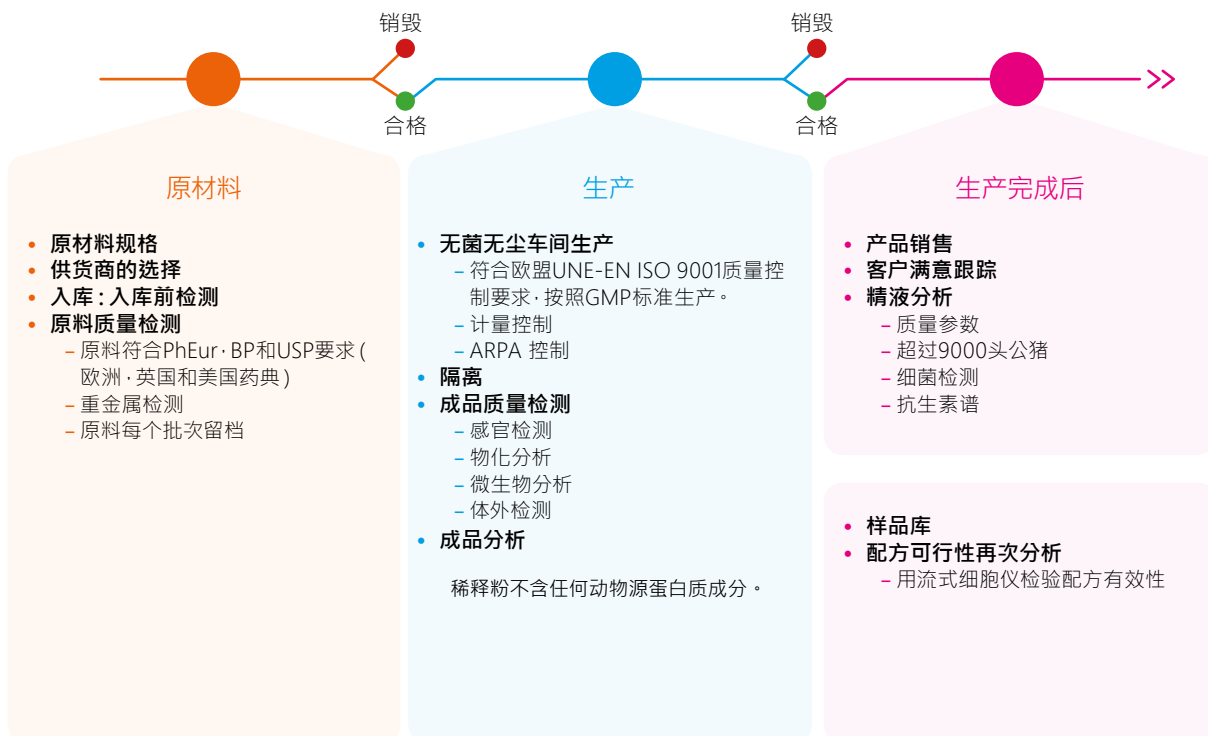 销毁
销毁
合格
合格
原材料
• 原材料规格
• 供货商的选择
• 入库：入库前检测
• 原料质量检测
– 原料符合PhEur·BP和USP要求(
欧洲·英国和美国药典)
– 重金属检测
– 原料每个批次留档
生产
• 无菌无尘车间生产
– 符合欧盟UNE-EN ISO 9001质量控
制要求·按照GMP标准生产。
– 计量控制
– ARPA 控制
• 隔离
• 成品质量检测
– 感官检测
– 物化分析
– 微生物分析
– 体外检测
• 成品分析
稀释粉不含任何动物源蛋白质成分。
生产完成后
• 产品销售
• 客户满意跟踪
• 精液分析
– 质量参数
– 超过9000头公猪
– 细菌检测
– 抗生素谱
• 样品库
• 配方可行性再次分析
– 用流式细胞仪检验配方有效性